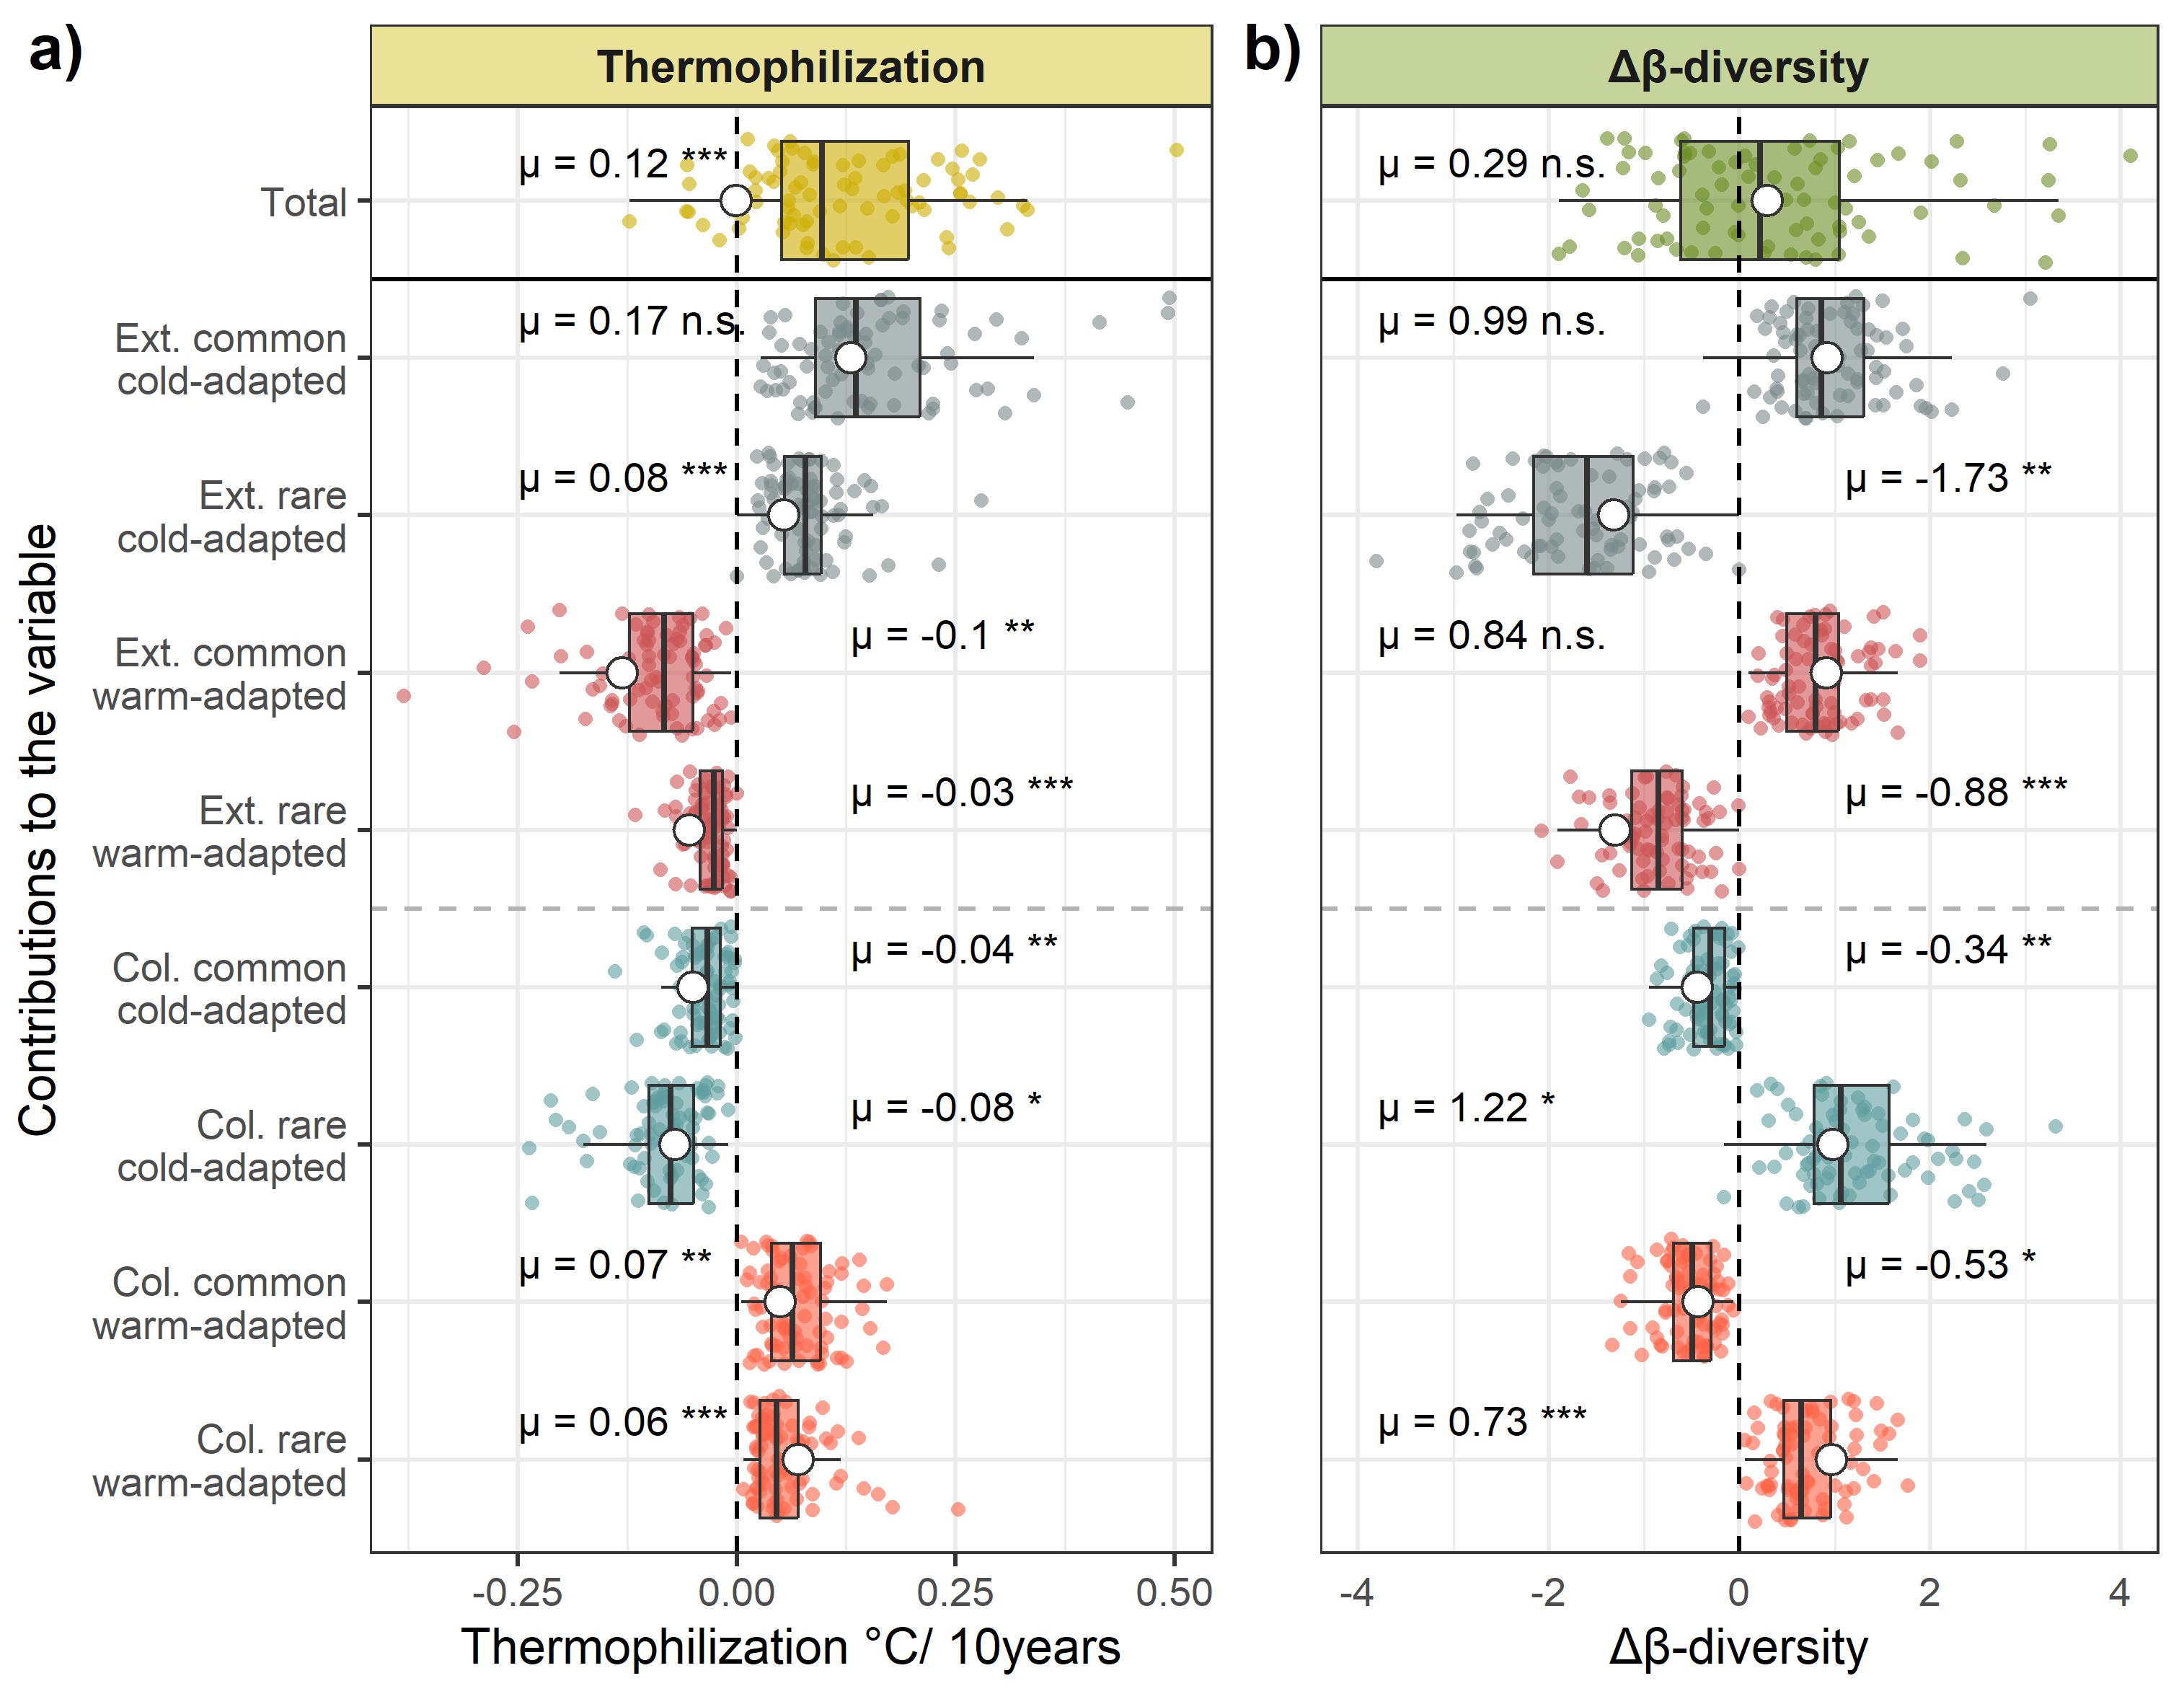 a)
Thermophilization
Contributions to the variable
Total
μ = 0.12 ***
Ext. common
cold-adapted
μ = 0.17 n.s.
Ext. rare
cold-adapted
μ = 0.08 ***
Ext. common
warm-adapted
μ = -0.1 **
Ext. rare
warm-adapted
μ = -0.03 ***
Col. common
cold-adapted
μ = -0.04 **
Col. rare
cold-adapted
μ = -0.08 *
Col. common
warm-adapted
μ = 0.07 **
Col. rare
warm-adapted
μ = 0.06 ***
-0.25 0.00 0.25 0.50
Thermophilization °C/ 10years
b)
Δβ-diversity
μ = 0.29 n.s.
μ = 0.99 n.s.
μ = -1.73 **
μ = 0.84 n.s.
μ = -0.88 ***
μ = -0.34 **
μ = 1.22 *
μ = -0.53 *
μ = 0.73 ***
-4 -2 0 2 4
Δβ-diversity